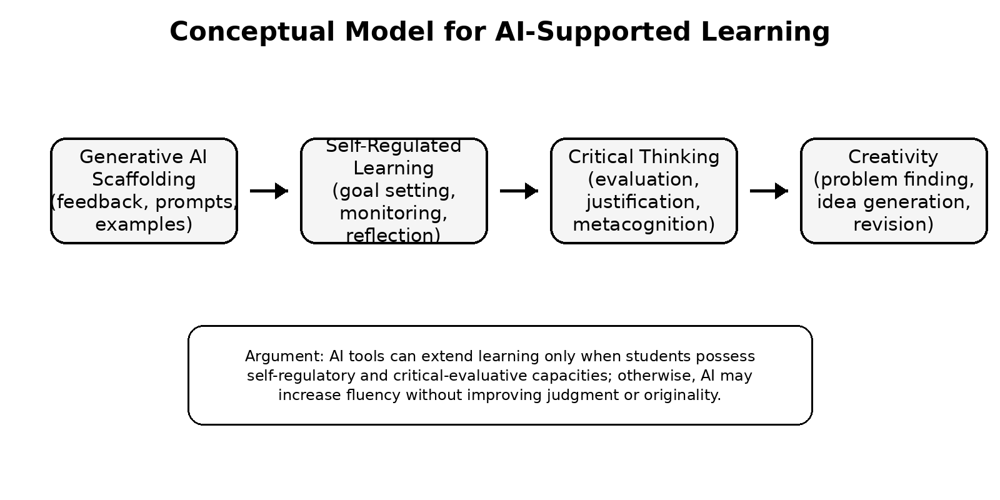 Conceptual Model for AI-Supported Learning
Generative AI
Scaffolding
(feedback, prompts,
examples)
Self-Regulated
Learning
(goal setting,
monitoring,
reflection)
Critical Thinking
(evaluation,
justification,
metacognition)
Creativity
(problem finding,
idea generation,
revision)
Argument: AI tools can extend learning only when students possess
self-regulatory and critical-evaluative capacities; otherwise, AI may
increase fluency without improving judgment or originality.